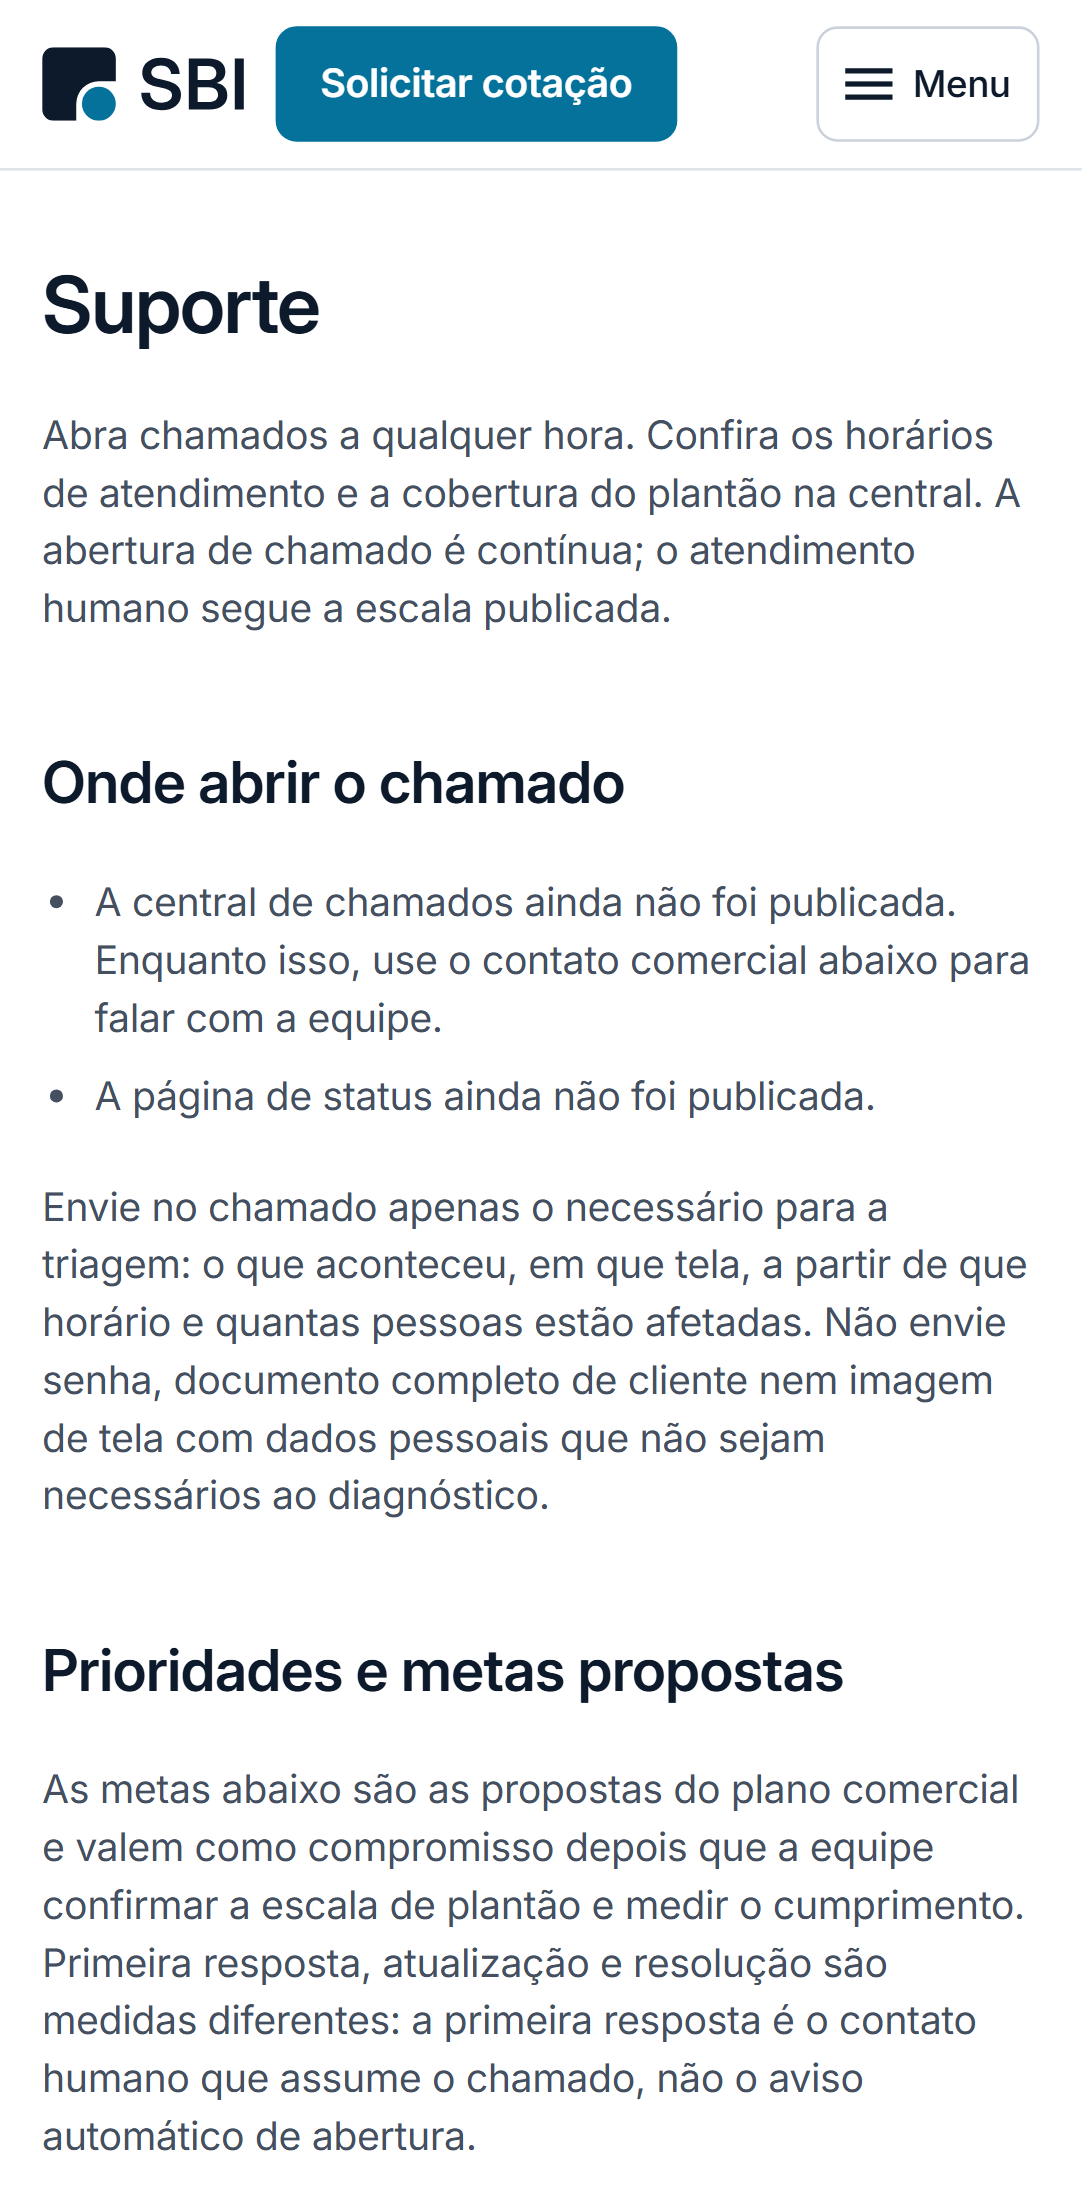 SBI
Solicitar cotação
Menu
Suporte
Abra chamados a qualquer hora. Confira os horários
de atendimento e a cobertura do plantão na central. A
abertura de chamado é contínua; o atendimento
humano segue a escala publicada.
Onde abrir o chamado
• A central de chamados ainda não foi publicada.
Enquanto isso, use o contato comercial abaixo para
falar com a equipe.
• A página de status ainda não foi publicada.
Envie no chamado apenas o necessário para a
triagem: o que aconteceu, em que tela, a partir de que
horário e quantas pessoas estão afetadas. Não envie
senha, documento completo de cliente nem imagem
de tela com dados pessoais que não sejam
necessários ao diagnóstico.
Prioridades e metas propostas
As metas abaixo são as propostas do plano comercial
e valem como compromisso depois que a equipe
confirmar a escala de plantão e medir o cumprimento.
Primeira resposta, atualização e resolução são
medidas diferentes: a primeira resposta é o contato
humano que assume o chamado, não o aviso
automático de abertura.